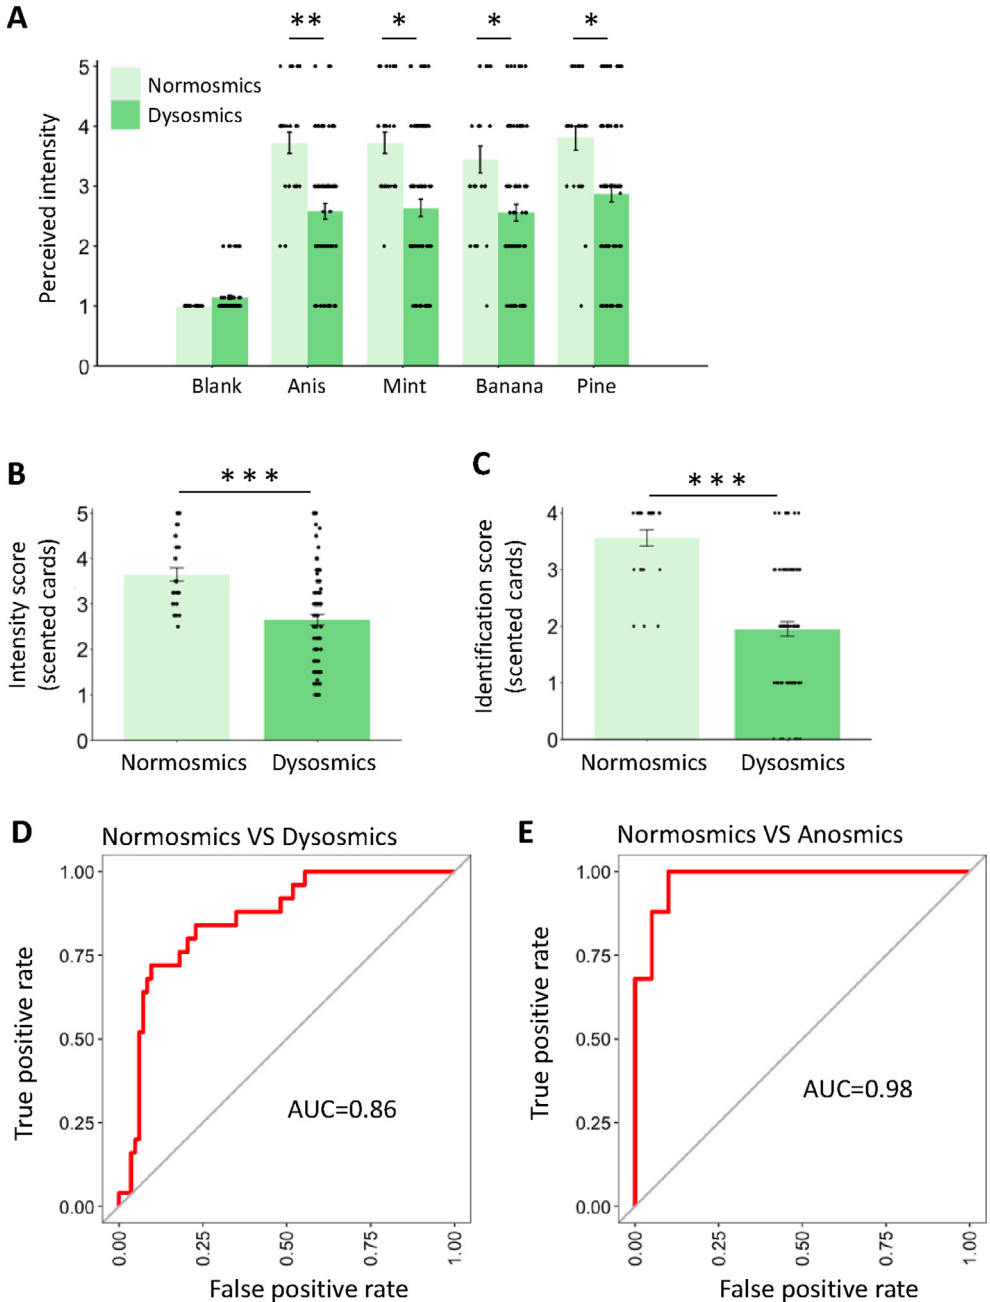 A
** * * *
Perceived intensity
5
4
3
2
1
0
Normosmics
Dysosmics
Blank Anis Mint Banana Pine
B
***
Intensity score
(scented cards)
5
4
3
2
1
0
Normosmics Dysosmics
C
***
Identification score
(scented cards)
4
3
2
1
0
Normosmics Dysosmics
D
Normosmics VS Dysosmics
True positive rate
1.00
0.75
0.50
0.25
0.00
AUC=0.86
0.00 0.25 0.50 0.75 1.00
False positive rate
E
Normosmics VS Anosmics
True positive rate
1.00
0.75
0.50
0.25
0.00
AUC=0.98
0.00 0.25 0.50 0.75 1.00
False positive rate